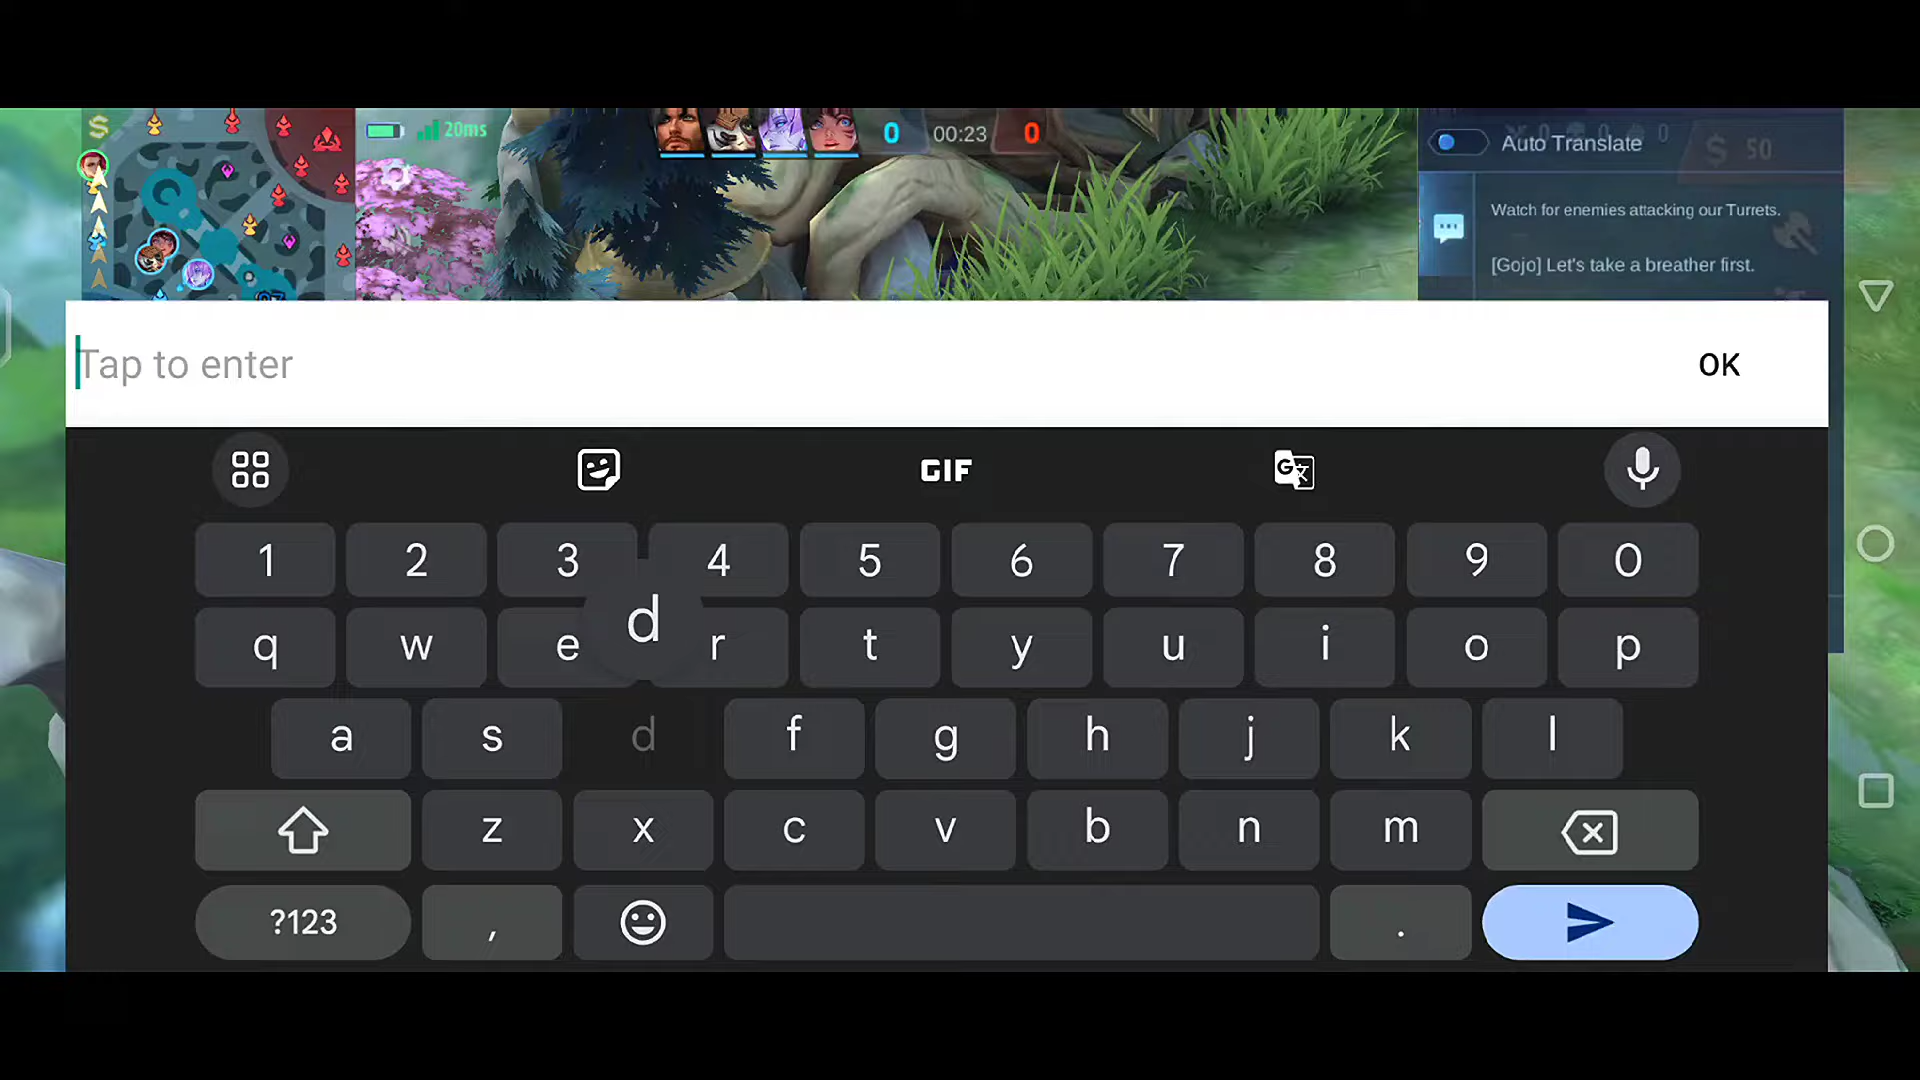 20ms
0 00:23 0
Auto Translate
$ 50
Watch for enemies attacking our Turrets.
[Gojo] Let's take a breather first.
Tap to enter
OK
GIF
1 2 3 4 5 6 7 8 9 0
d
q w e r t y u i o p
a s d f g h j k l
z x c v b n m
?123 , .